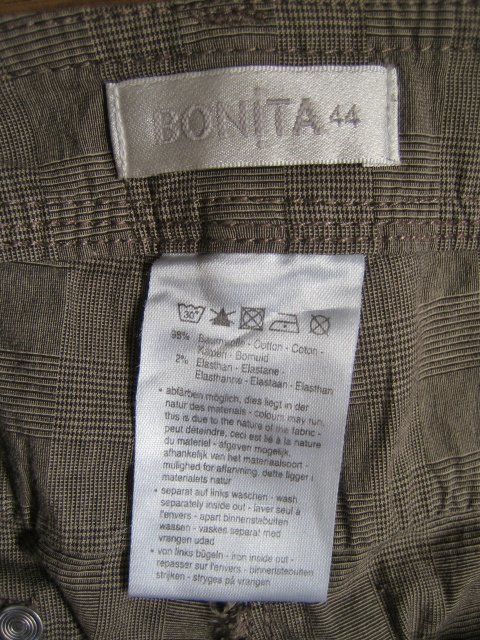 BONiTA 44
30°
98% Baumwolle - Cotton - Coton -
Katoen - Bomuld
2% Elasthan - Elastane -
Elasthanne - Elastaan - Elasthan
• abfärben möglich, dies liegt in der
natur des materials - colours may run,
this is due to the nature of the fabric -
peut déteindre, ceci est lié à la nature
du matériel - afgeven mogelijk,
afhankelijk van het materiaalsoort -
mulighed for affarvning, dette ligger i
materialets natur
• separat auf links waschen - wash
separately inside out - laver seul à
l'envers - apart binnenstebuiten
wassen - vaskes separat med
vrangen udad
• von links bügeln - iron inside out -
repasser sur l'envers - binnenstebuiten
strijken - stryges på vrangen